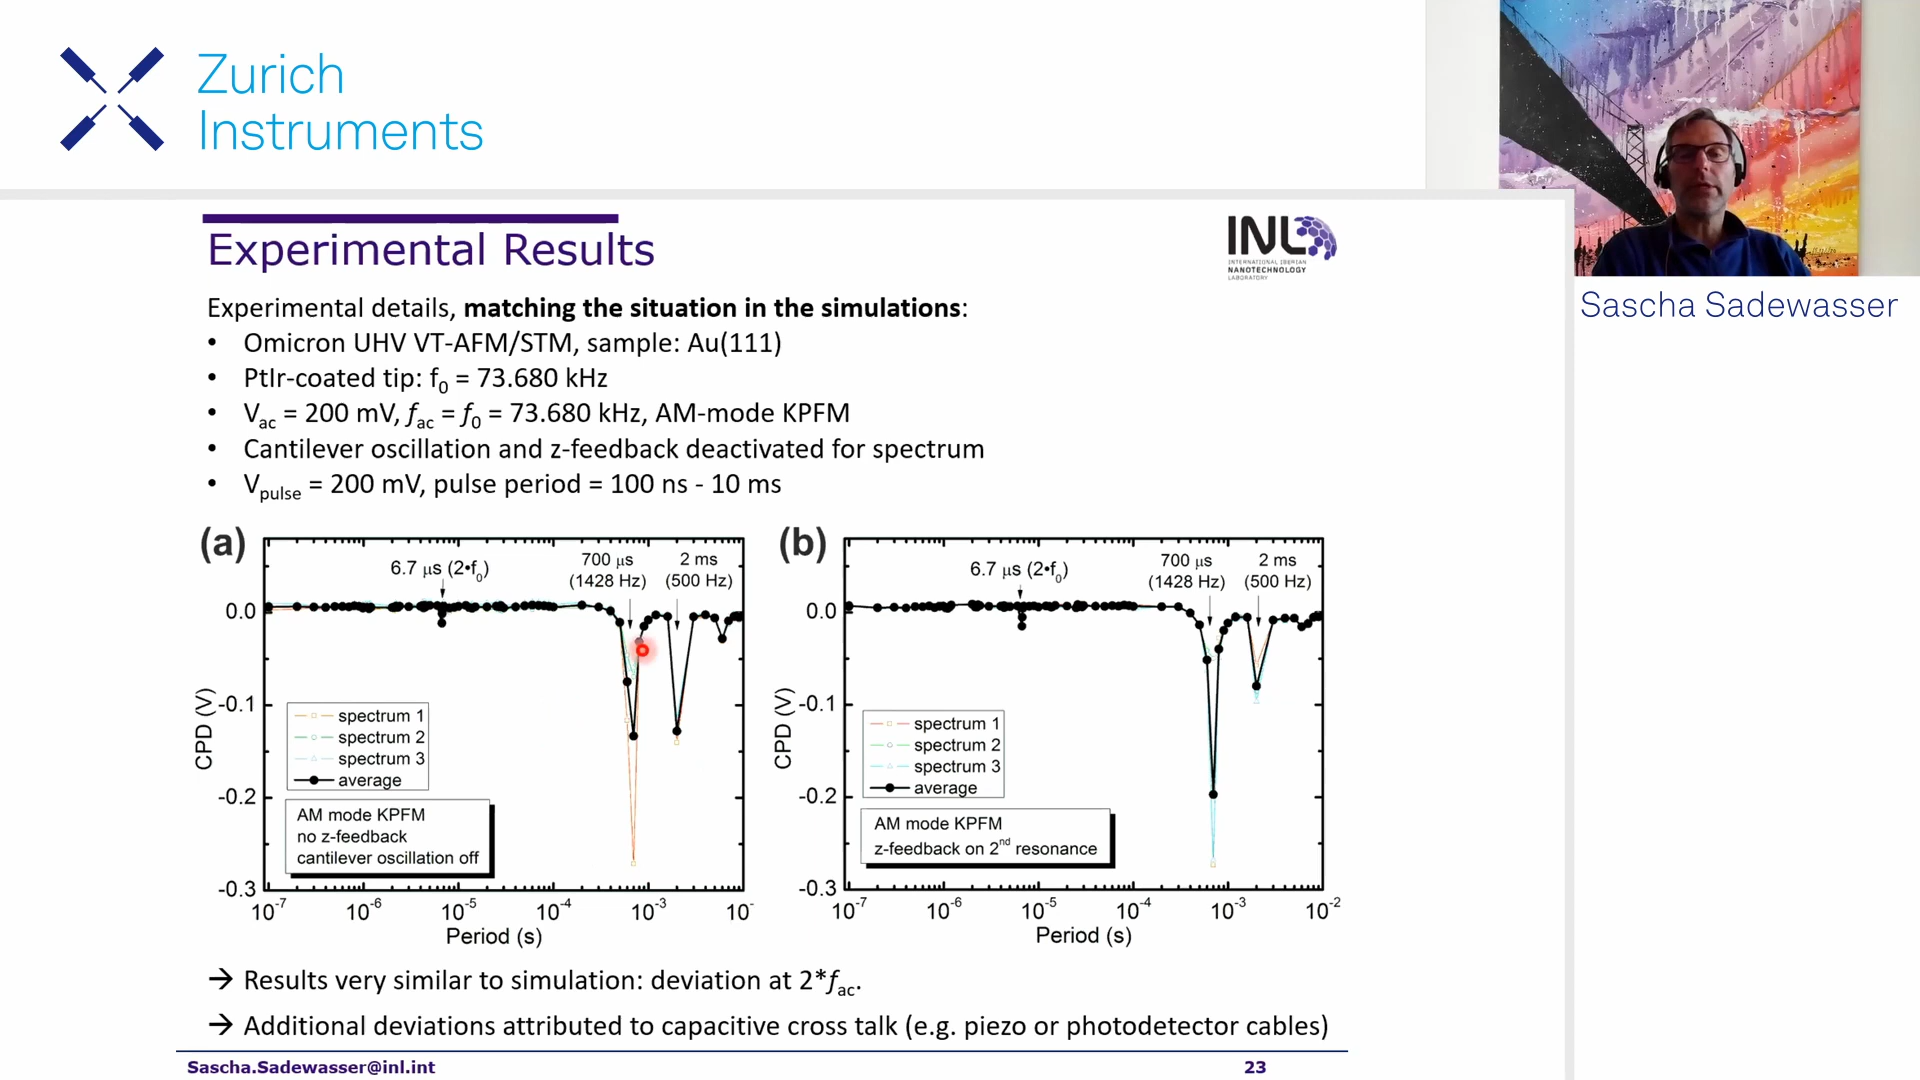 Zurich
Instruments
Sascha Sadewasser
Experimental Results
INL
INTERNATIONAL IBERIAN
NANOTECHNOLOGY
LABORATORY
Experimental details, matching the situation in the simulations:
• Omicron UHV VT-AFM/STM, sample: Au(111)
• PtIr-coated tip: f0 = 73.680 kHz
• Vac = 200 mV, fac = f0 = 73.680 kHz, AM-mode KPFM
• Cantilever oscillation and z-feedback deactivated for spectrum
• Vpulse = 200 mV, pulse period = 100 ns - 10 ms
(a)
6.7 µs (2•f0)
700 µs
(1428 Hz)
2 ms
(500 Hz)
0.0
-0.1
-0.2
-0.3
CPD (V)
spectrum 1
spectrum 2
spectrum 3
average
AM mode KPFM
no z-feedback
cantilever oscillation off
10-7 10-6 10-5 10-4 10-3 10-
Period (s)
(b)
6.7 µs (2•f0)
700 µs
(1428 Hz)
2 ms
(500 Hz)
0.0
-0.1
-0.2
-0.3
CPD (V)
spectrum 1
spectrum 2
spectrum 3
average
AM mode KPFM
z-feedback on 2nd resonance
10-7 10-6 10-5 10-4 10-3 10-2
Period (s)
→ Results very similar to simulation: deviation at 2*fac.
→ Additional deviations attributed to capacitive cross talk (e.g. piezo or photodetector cables)
Sascha.Sadewasser@inl.int
23